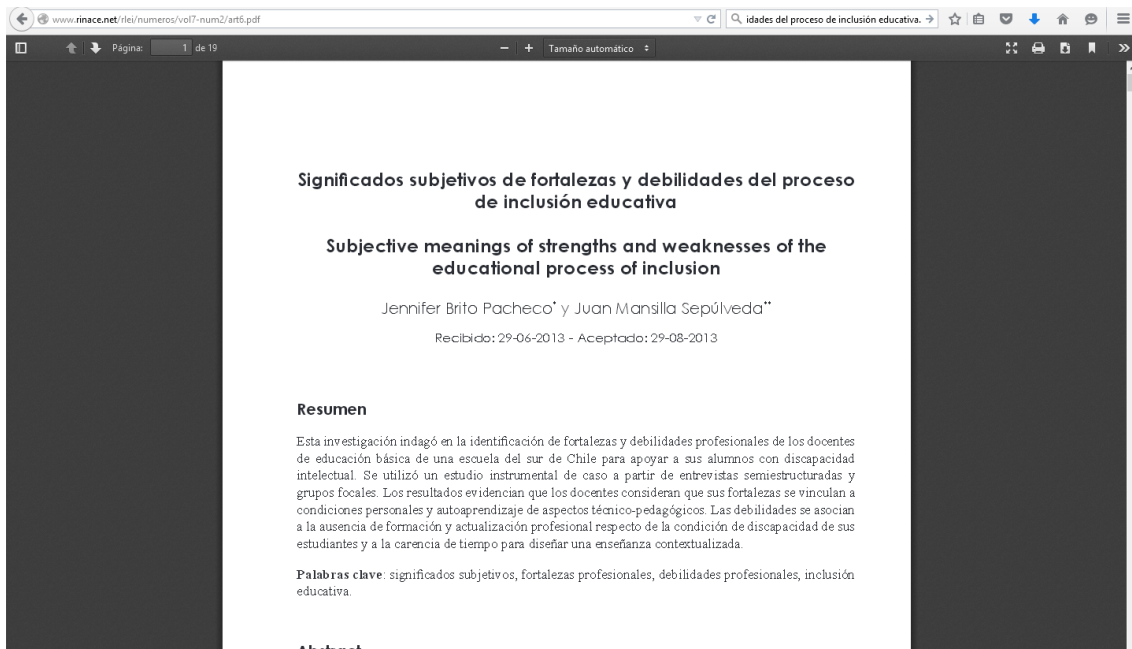 www.rinace.net/rlei/numeros/vol7-num2/art6.pdf
idades del proceso de inclusión educativa.
Página: 1 de 19
Tamaño automático
Significados subjetivos de fortalezas y debilidades del proceso
de inclusión educativa
Subjective meanings of strengths and weaknesses of the
educational process of inclusion
Jennifer Brito Pacheco* y Juan Mansilla Sepúlveda**
Recibido: 29-06-2013 - Aceptado: 29-08-2013
Resumen
Esta investigación indagó en la identificación de fortalezas y debilidades profesionales de los docentes
de educación básica de una escuela del sur de Chile para apoyar a sus alumnos con discapacidad
intelectual. Se utilizó un estudio instrumental de caso a partir de entrevistas semiestructuradas y
grupos focales. Los resultados evidencian que los docentes consideran que sus fortalezas se vinculan a
condiciones personales y autoaprendizaje de aspectos técnico-pedagógicos. Las debilidades se asocian
a la ausencia de formación y actualización profesional respecto de la condición de discapacidad de sus
estudiantes y a la carencia de tiempo para diseñar una enseñanza contextualizada.
Palabras clave: significados subjetivos, fortalezas profesionales, debilidades profesionales, inclusión
educativa.
Abstract